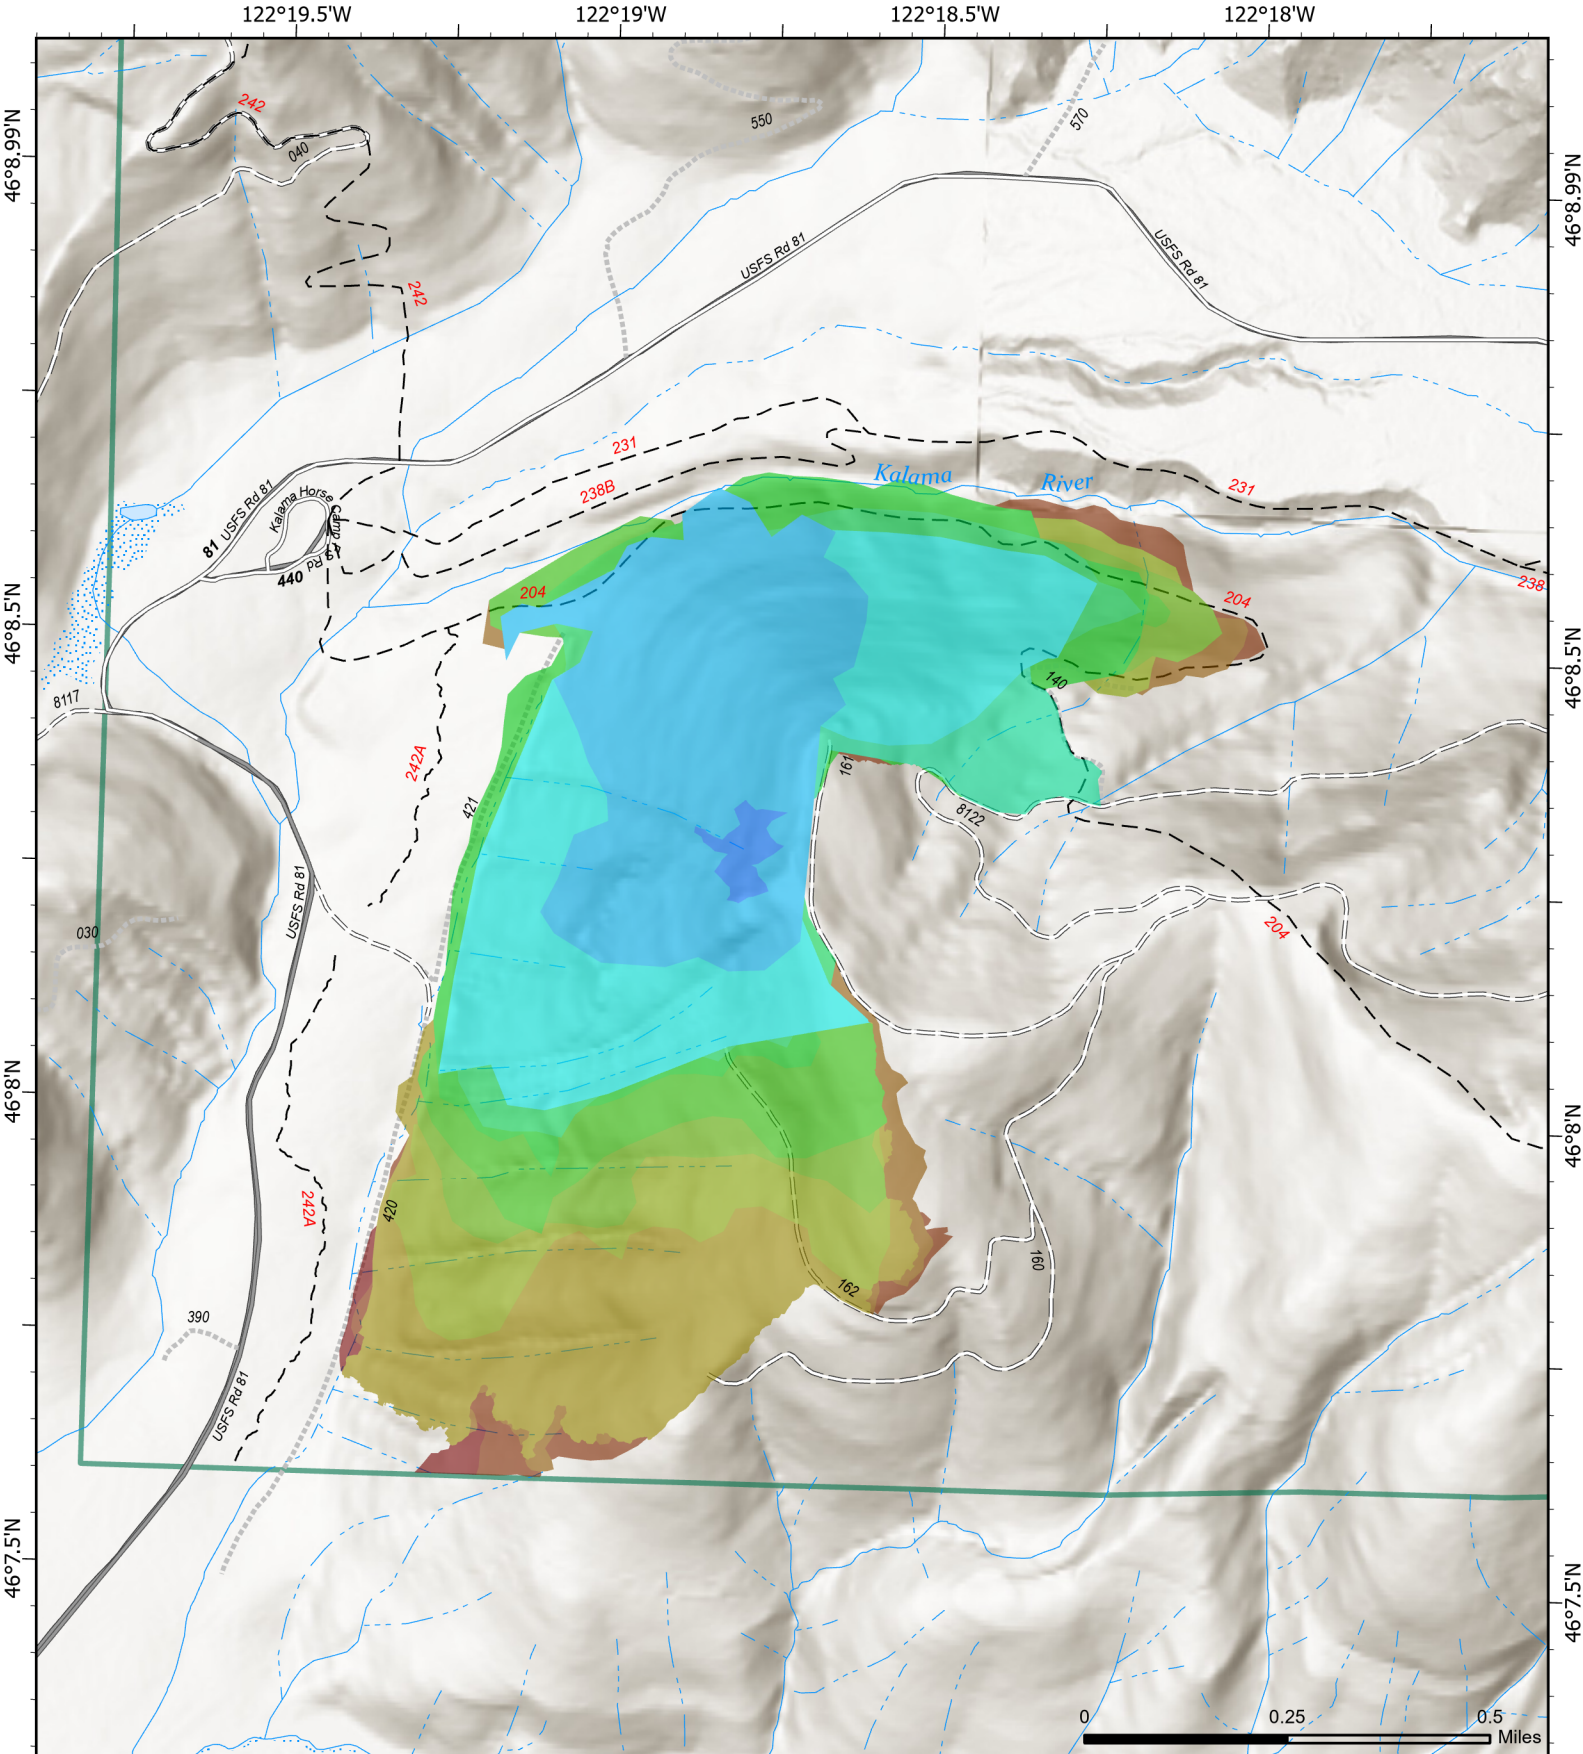 122°19.5'W 122°19'W 122°18.5'W 122°18'W
46°8.99'N
46°8.99'N
242
040
550
570
USFS Rd 81
USFS Rd 81
242
231
238B
Kalama River
231
USFS Rd 81
Kalama Horse Camp & S Rd
81
440
204
204
238
46°8.5'N
46°8.5'N
140
8117
242A
421
161
8122
USFS Rd 81
030
204
46°8'N
46°8'N
242A
420
160
162
390
USFS Rd 81
46°7.5'N
46°7.5'N
0 0.25 0.5
Miles